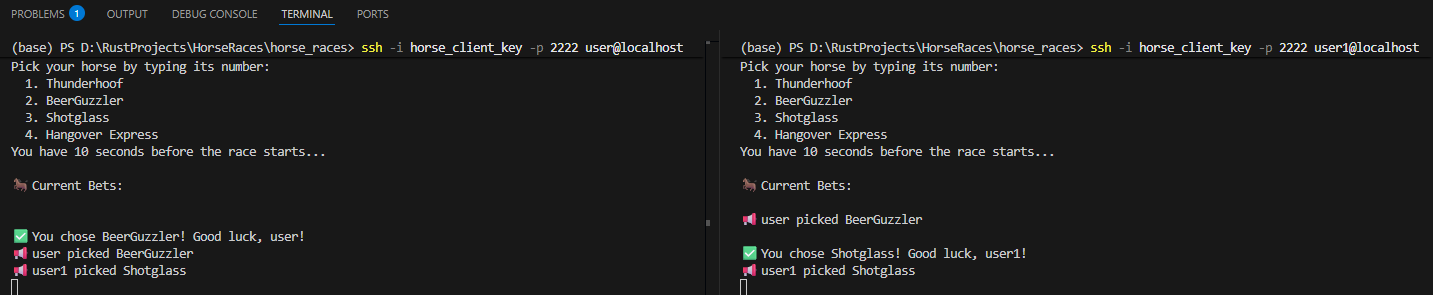 PROBLEMS 1 OUTPUT DEBUG CONSOLE TERMINAL PORTS
(base) PS D:\RustProjects\HorseRaces\horse_races> ssh -i horse_client_key -p 2222 user@localhost
Pick your horse by typing its number:
1. Thunderhoof
2. BeerGuzzler
3. Shotglass
4. Hangover Express
You have 10 seconds before the race starts...
🐎 Current Bets:
✅ You chose BeerGuzzler! Good luck, user!
📢 user picked BeerGuzzler
📢 user1 picked Shotglass
(base) PS D:\RustProjects\HorseRaces\horse_races> ssh -i horse_client_key -p 2222 user1@localhost
Pick your horse by typing its number:
1. Thunderhoof
2. BeerGuzzler
3. Shotglass
4. Hangover Express
You have 10 seconds before the race starts...
🐎 Current Bets:
📢 user picked BeerGuzzler
✅ You chose Shotglass! Good luck, user1!
📢 user1 picked Shotglass